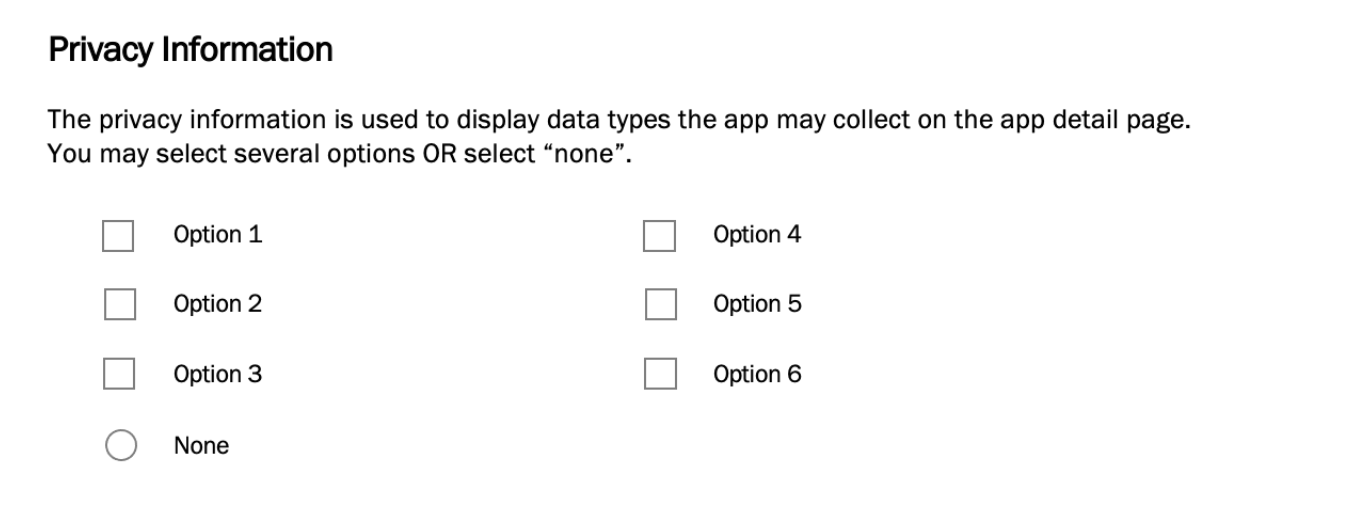 Privacy Information
The privacy information is used to display data types the app may collect on the app detail page.
You may select several options OR select “none”.
Option 1
Option 4
Option 2
Option 5
Option 3
Option 6
None